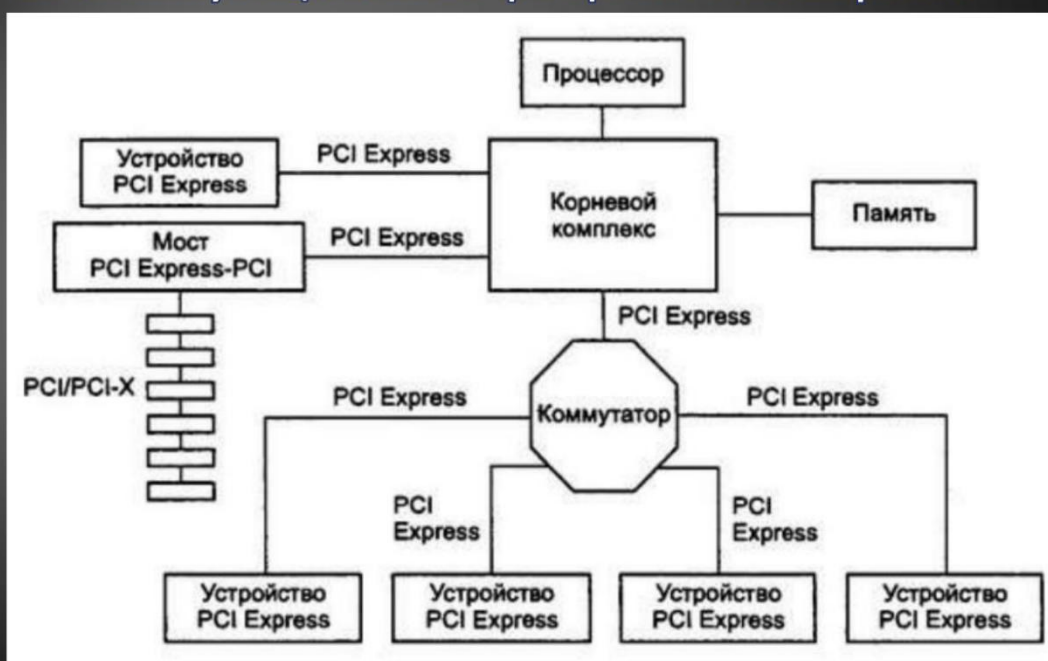 Процессор
Устройство
PCI Express
PCI Express
Корневой
комплекс
Память
Мост
PCI Express-PCI
PCI Express
PCI Express
PCI/PCI-X
PCI Express
Коммутатор
PCI Express
PCI
Express
PCI
Express
Устройство
PCI Express
Устройство
PCI Express
Устройство
PCI Express
Устройство
PCI Express